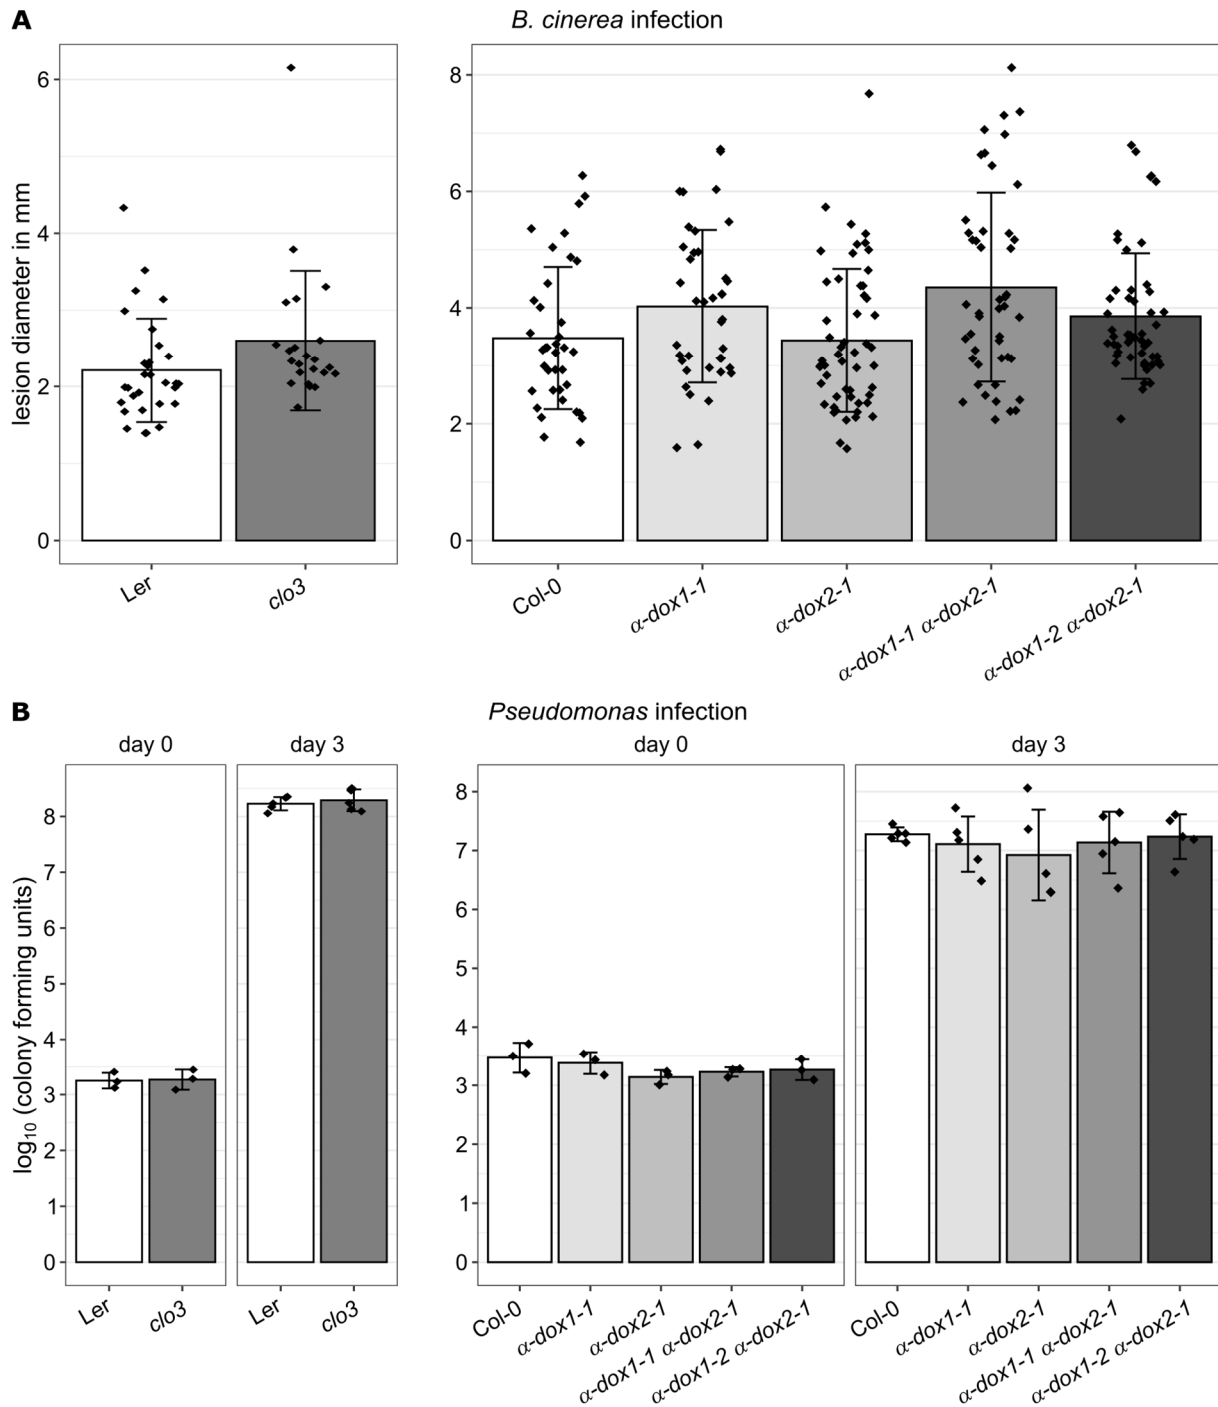 A
B. cinerea infection
lesion diameter in mm
6
4
2
0
Ler
clo3
8
6
4
2
0
Col-0
α-dox1-1
α-dox2-1
α-dox1-1 α-dox2-1
α-dox1-2 α-dox2-1
B
Pseudomonas infection
day 0
day 3
day 0
day 3
log₁₀ (colony forming units)
8
7
6
5
4
3
2
1
0
Ler
clo3
Ler
clo3
8
7
6
5
4
3
2
1
0
Col-0
α-dox1-1
α-dox2-1
α-dox1-1 α-dox2-1
α-dox1-2 α-dox2-1
Col-0
α-dox1-1
α-dox2-1
α-dox1-1 α-dox2-1
α-dox1-2 α-dox2-1